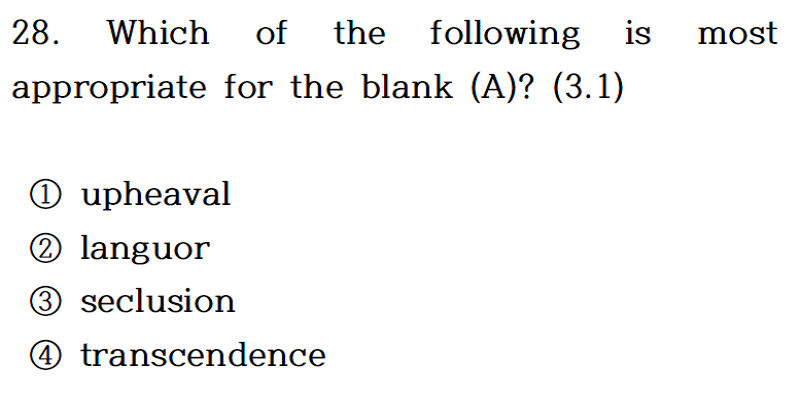 28. Which of the following is most
appropriate for the blank (A)? (3.1)
① upheaval
② languor
③ seclusion
④ transcendence